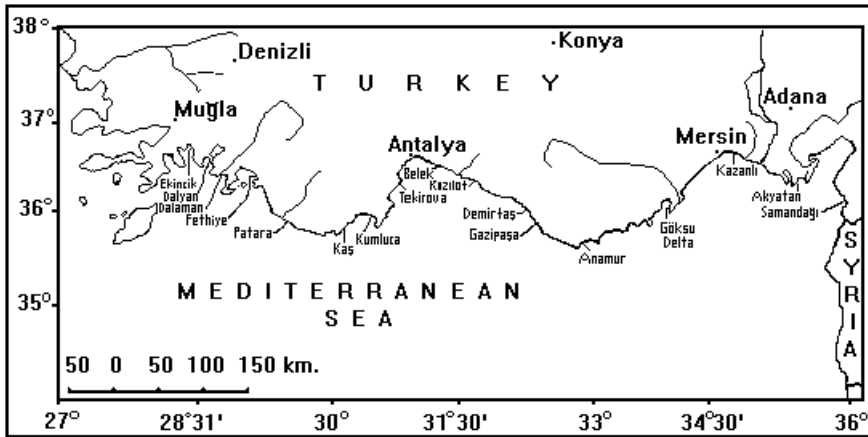 38°
Denizli
Konya
T U R K E Y
37°
Muğla
Adana
Antalya
Mersin
Ekincik
Dalyan
Dalaman
Fethiye
Patara
Kaş
Kumluca
Belek
Tekirova
Kızılot
Demirtaş
Gazipaşa
Anamur
Göksu
Delta
Kazanlı
Akyatan
Samandağı
36°
S Y R I A
M E D I T E R R A N E A N
S E A
35°
50 0 50 100 150 km.
27° 28°31' 30° 31°30' 33° 34°30' 36°